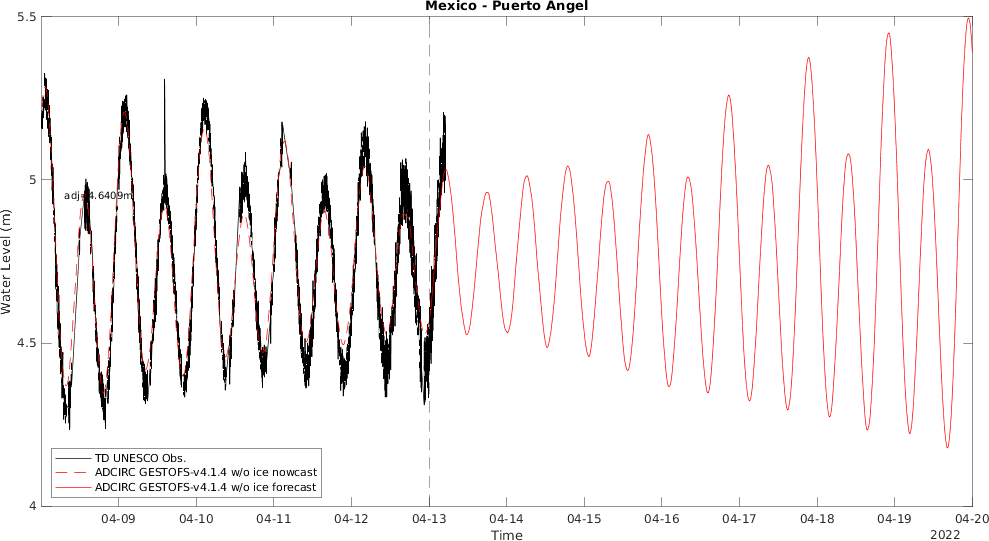 Mexico - Puerto Angel
5.5
5
4.5
4
Water Level (m)
adj=4.6409m
TD UNESCO Obs.
ADCIRC GESTOFS-v4.1.4 w/o ice nowcast
ADCIRC GESTOFS-v4.1.4 w/o ice forecast
04-09 04-10 04-11 04-12 04-13 04-14 04-15 04-16 04-17 04-18 04-19 04-20
Time
2022